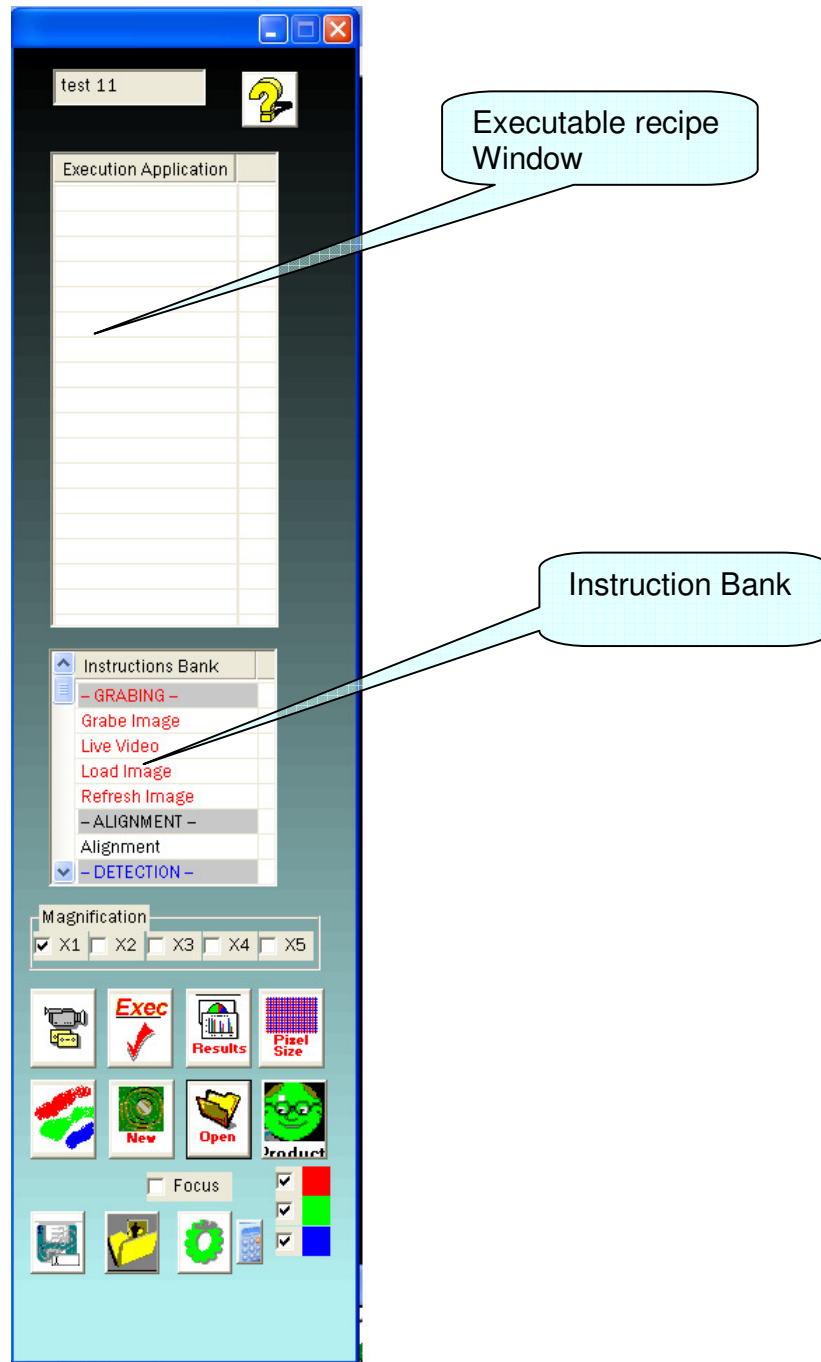 test 11
Executable recipe
Window
Execution Application
Instruction Bank
Instructions Bank
– GRABING –
Grabe Image
Live Video
Load Image
Refresh Image
– ALIGNMENT –
Alignment
– DETECTION –
Magnification
X1 X2 X3 X4 X5
Exec
Results
Pixel
Size
New
Open
Product
Focus